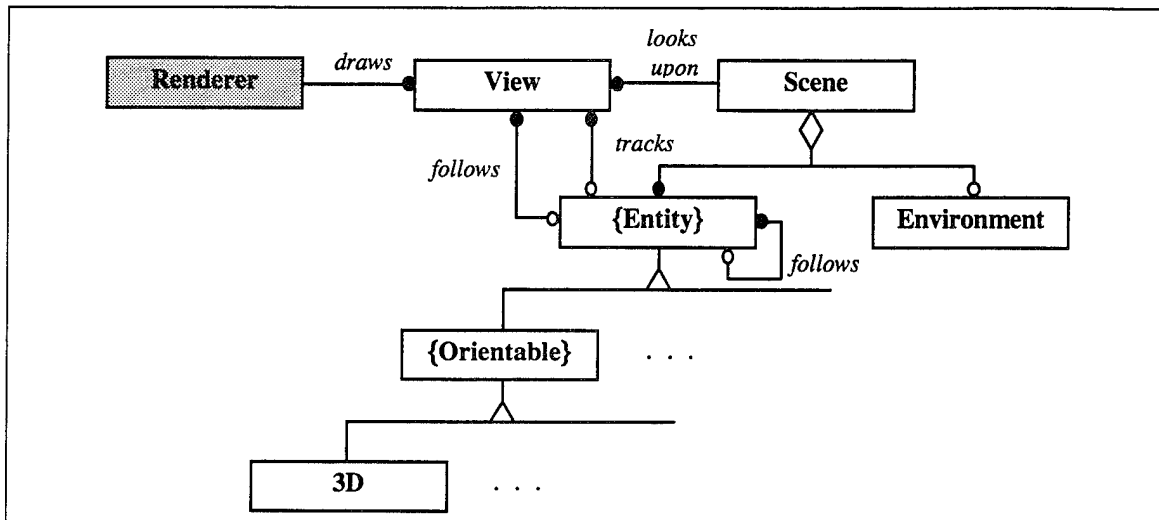 looks
upon
draws
Renderer
View
Scene
follows
tracks
{Entity}
Environment
follows
{Orientable}
. . .
3D
. . .